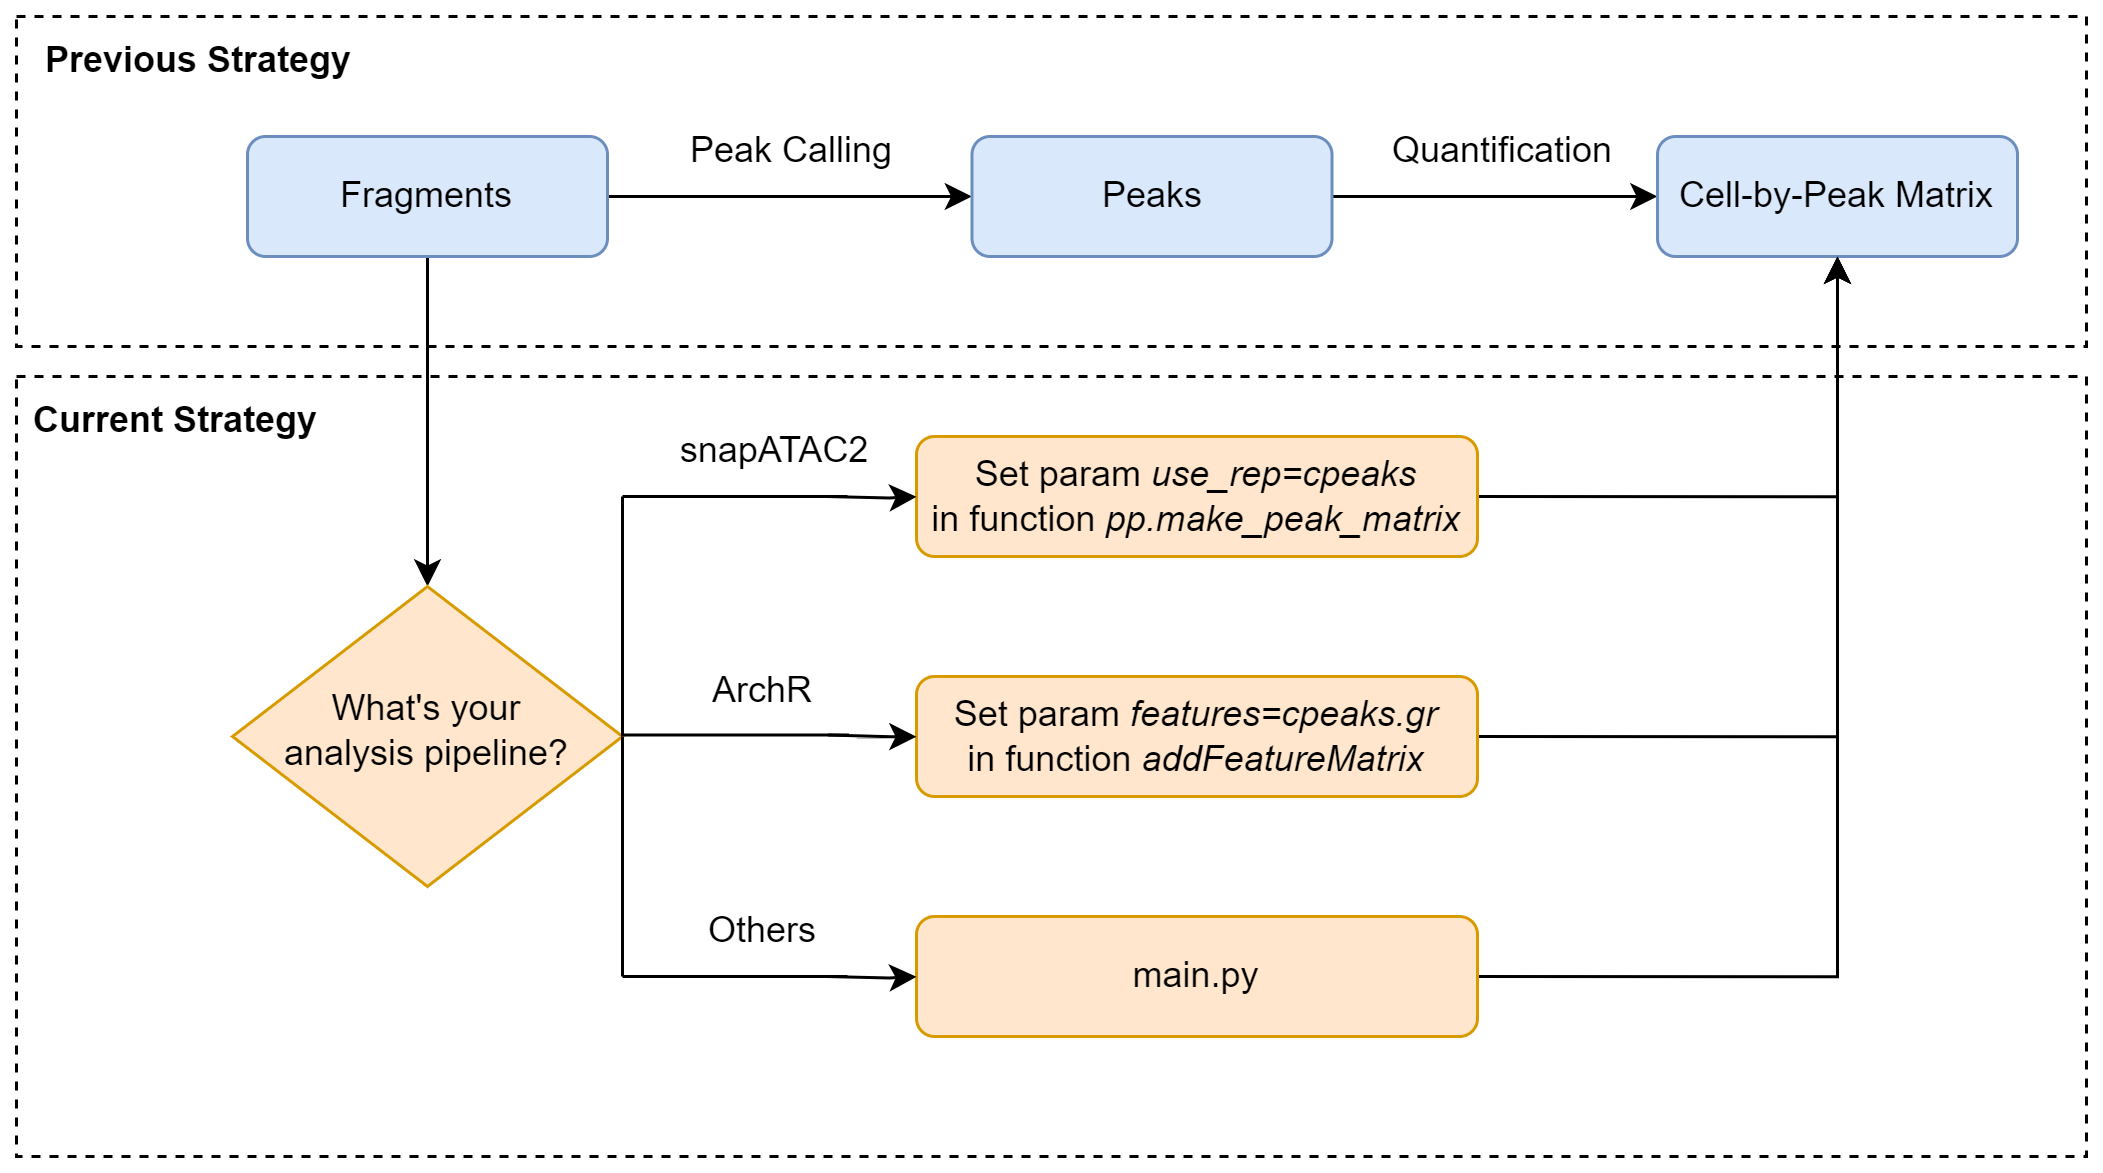 Previous Strategy
Fragments
Peak Calling
Peaks
Quantification
Cell-by-Peak Matrix
Current Strategy
What's your
analysis pipeline?
snapATAC2
Set param use_rep=cpeaks
in function pp.make_peak_matrix
ArchR
Set param features=cpeaks.gr
in function addFeatureMatrix
Others
main.py